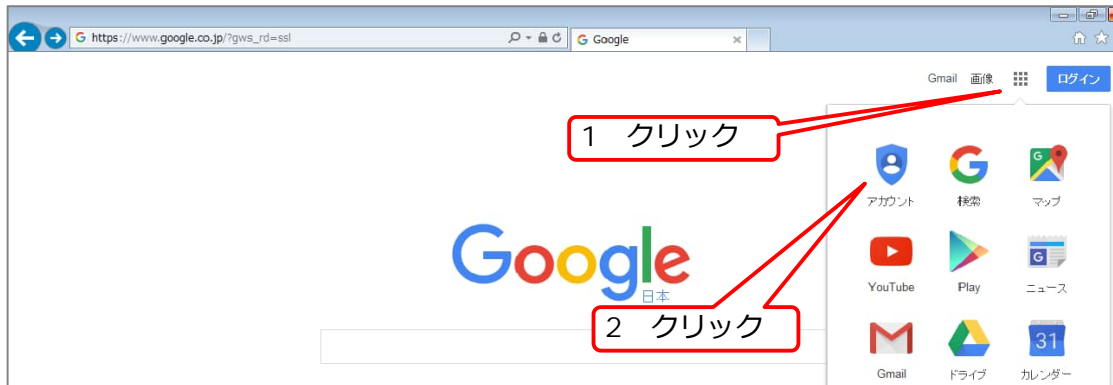 https://www.google.co.jp/?gws_rd=ssl
Google
Gmail 画像 ログイン
1 クリック
アカウント 検索 マップ
Google
日本
YouTube Play ニュース
2 クリック
31
Gmail ドライブ カレンダー